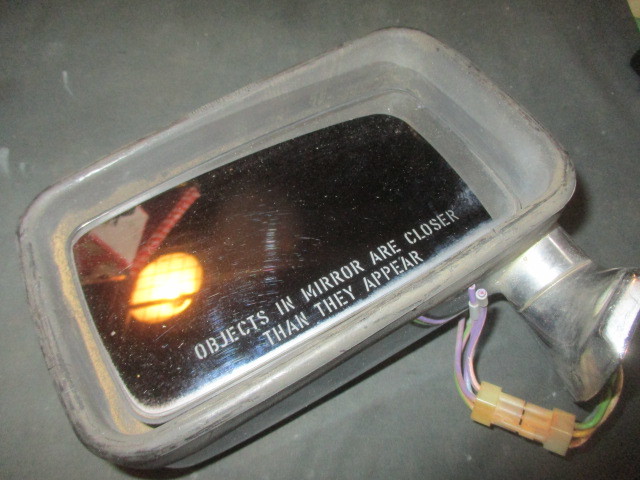 OBJECTS IN MIRROR ARE CLOSER
THAN THEY APPEAR